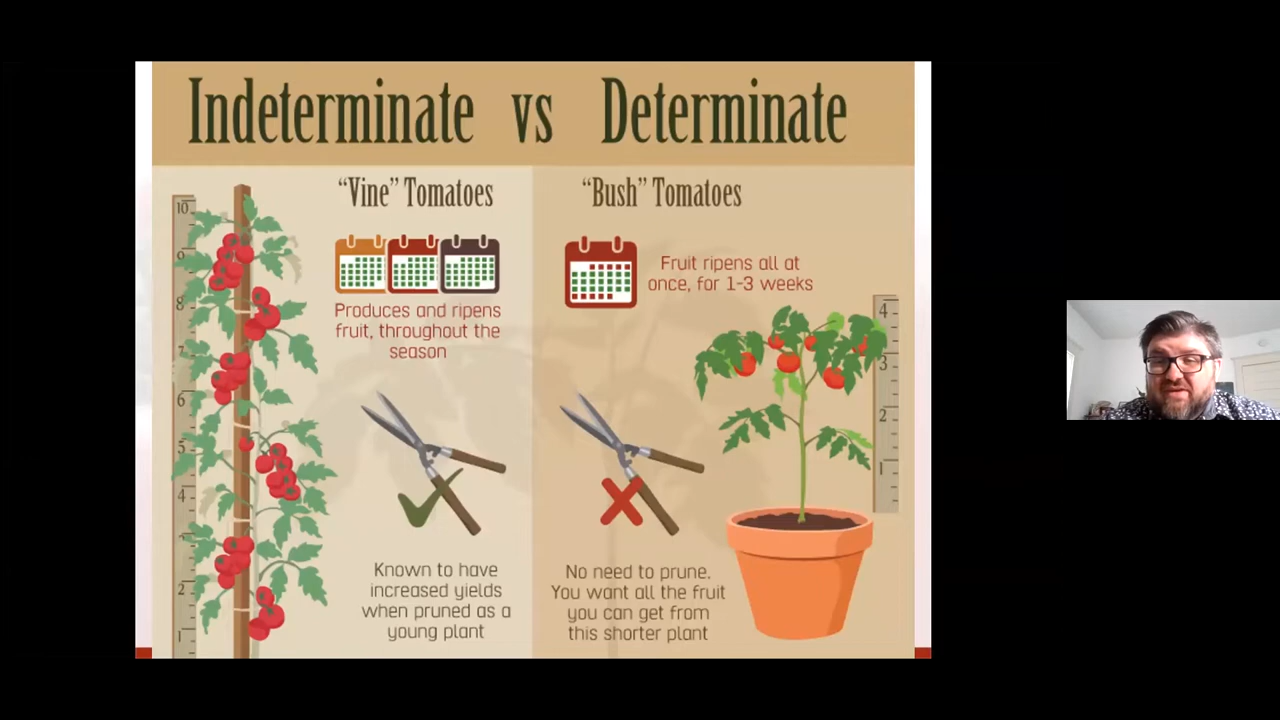 Indeterminate vs Determinate
"Vine" Tomatoes
Produces and ripens
fruit, throughout the
season
Known to have
increased yields
when pruned as a
young plant
10
9
8
7
6
5
4
2
1
"Bush" Tomatoes
Fruit ripens all at
once, for 1-3 weeks
No need to prune.
You want all the fruit
you can get from
this shorter plant
4
3
2
1